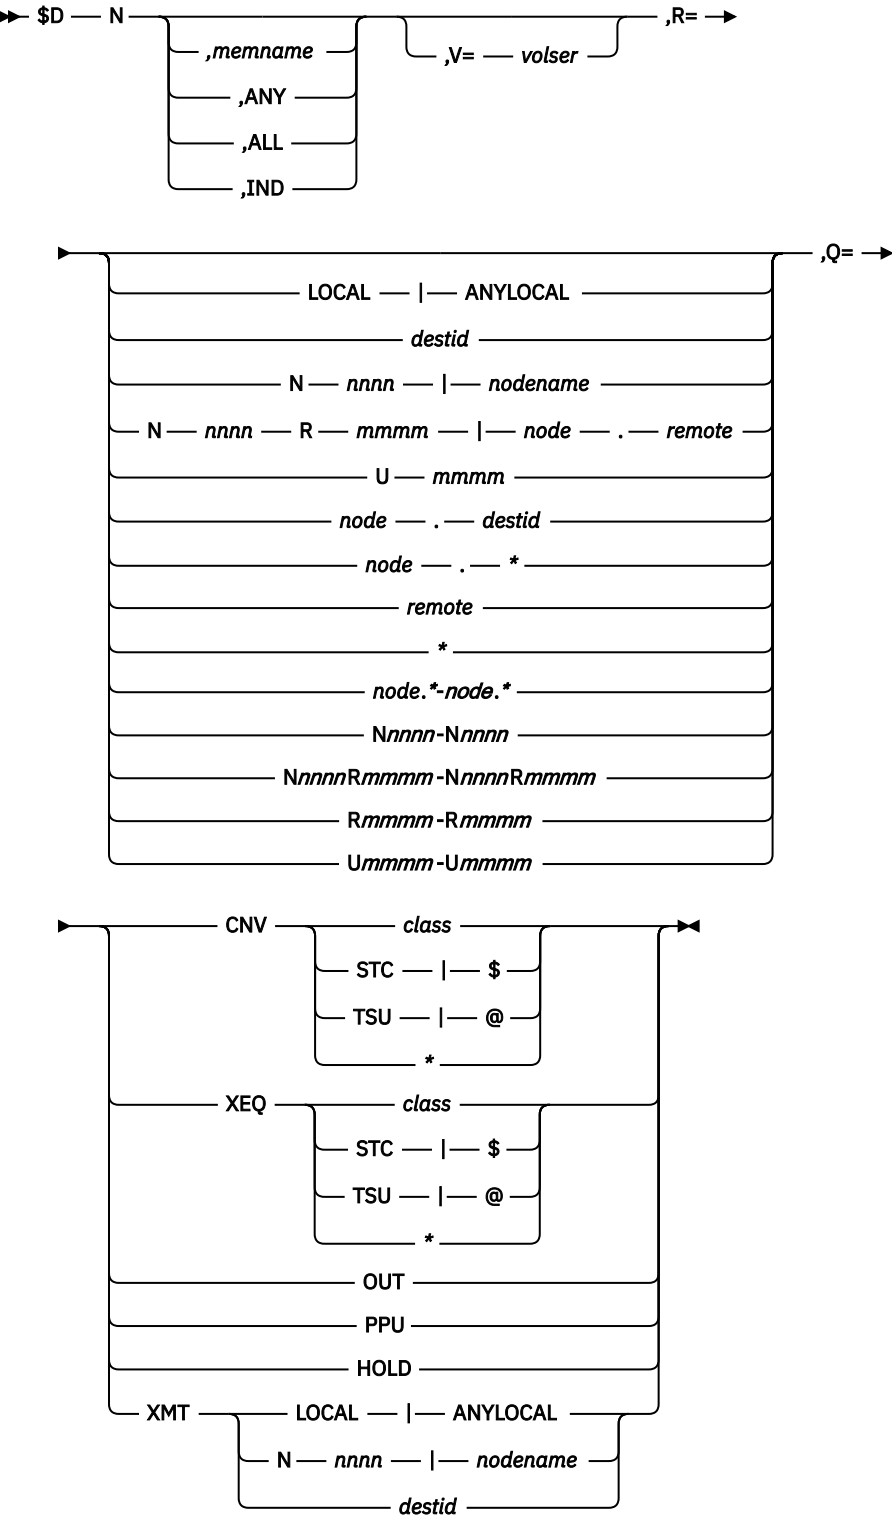 $D N ,R=
,memname ,V= volser
,ANY
,ALL
,IND
,Q=
LOCAL | ANYLOCAL
destid
N nnnn | nodename
N nnnn R mmmm | node . remote
U mmmm
node . destid
node . *
remote
*
node.*-node.*
Nnnnn-Nnnnn
NnnnnRmmmm-NnnnnRmmmm
Rmmmm-Rmmmm
Ummmm-Ummmm
CNV class
STC | $
TSU | @
*
XEQ class
STC | $
TSU | @
*
OUT
PPU
HOLD
XMT LOCAL | ANYLOCAL
N nnnn | nodename
destid